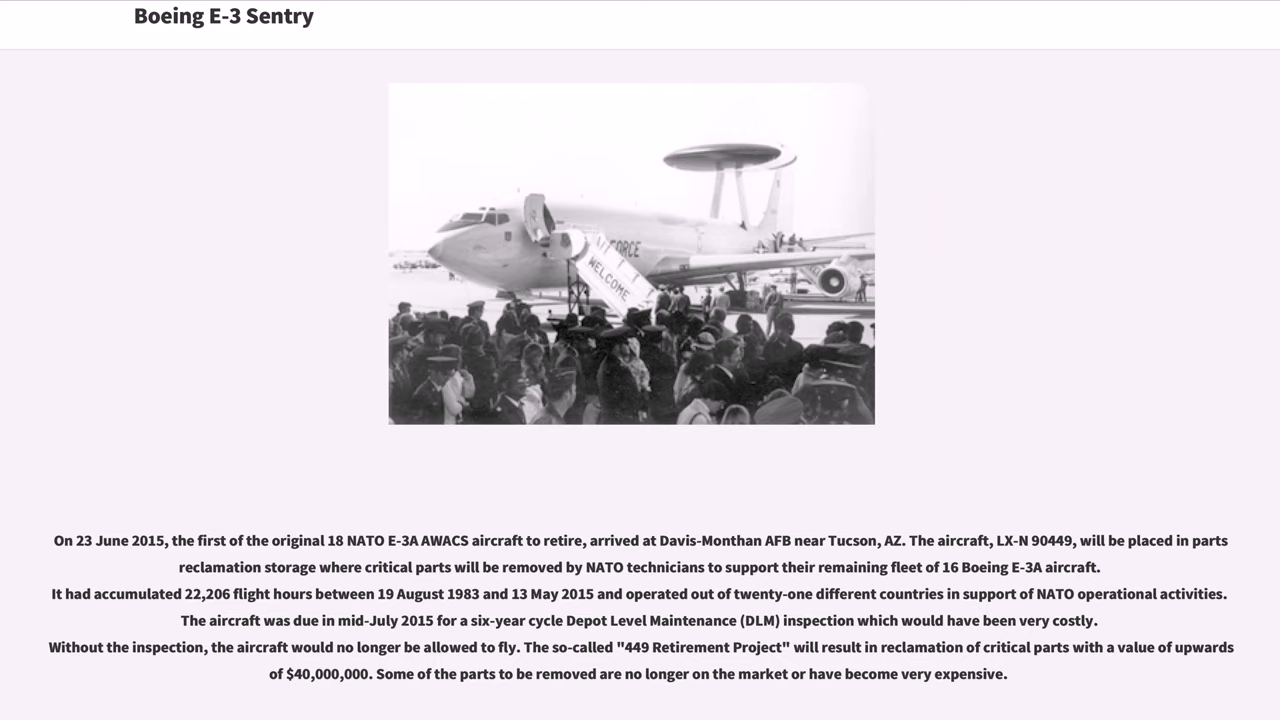 Boeing E-3 Sentry
FORCE
WELCOME
On 23 June 2015, the first of the original 18 NATO E-3A AWACS aircraft to retire, arrived at Davis-Monthan AFB near Tucson, AZ. The aircraft, LX-N 90449, will be placed in parts
reclamation storage where critical parts will be removed by NATO technicians to support their remaining fleet of 16 Boeing E-3A aircraft.
It had accumulated 22,206 flight hours between 19 August 1983 and 13 May 2015 and operated out of twenty-one different countries in support of NATO operational activities.
The aircraft was due in mid-July 2015 for a six-year cycle Depot Level Maintenance (DLM) inspection which would have been very costly.
Without the inspection, the aircraft would no longer be allowed to fly. The so-called "449 Retirement Project" will result in reclamation of critical parts with a value of upwards
of $40,000,000. Some of the parts to be removed are no longer on the market or have become very expensive.